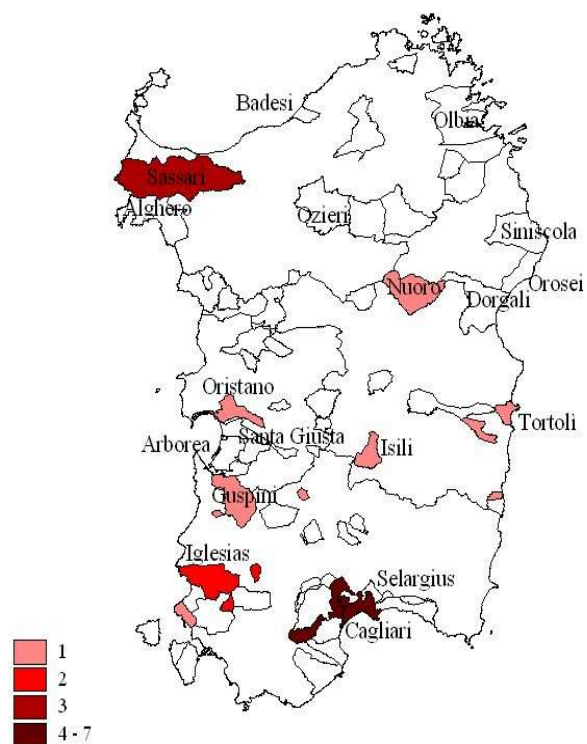 Badesi
Olbia
Sassari
Alghero
Ozieri
Siniscola
Nuoro
Orosei
Dorgali
Oristano
Tortoli
Arborea
Santa Giusta
Isili
Guspini
Iglesias
Selargius
Cagliari
1
2
3
4 - 7